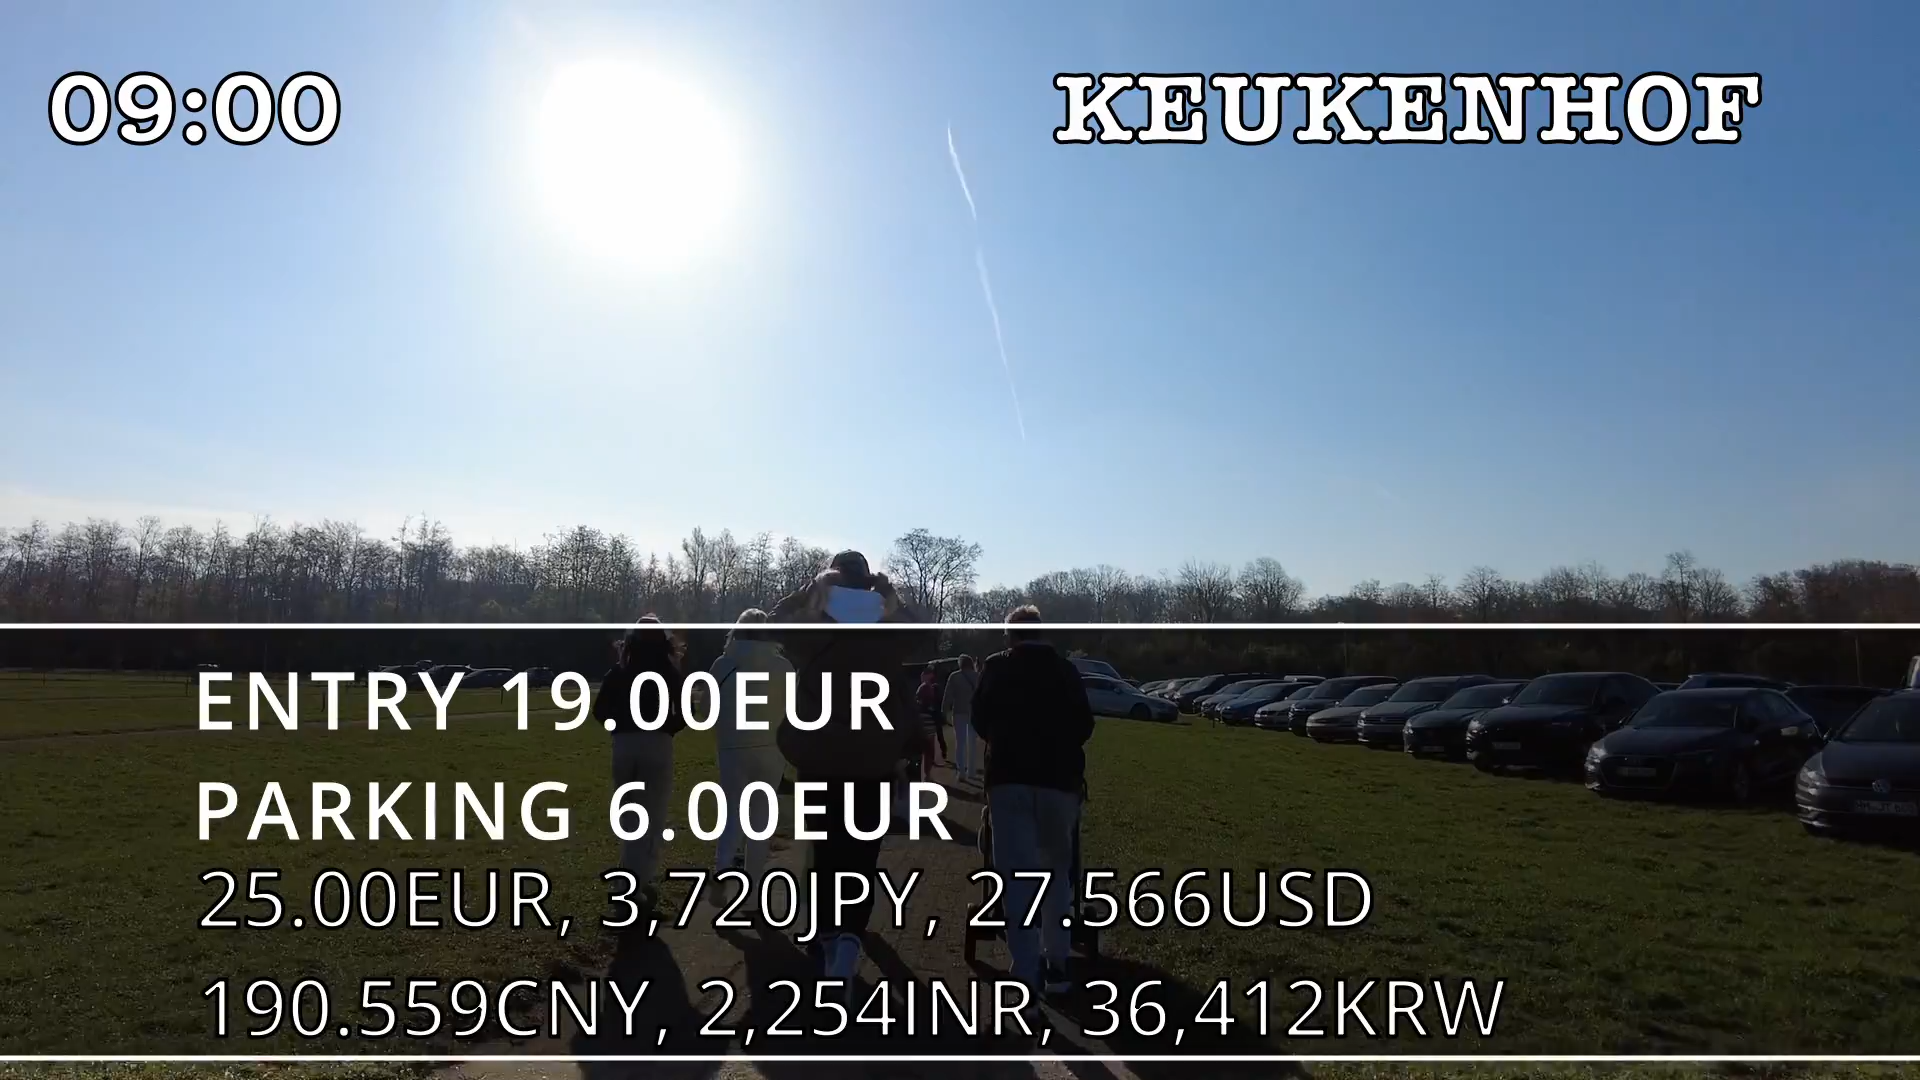 09:00
KEUKENHOF
ENTRY 19.00EUR
PARKING 6.00EUR
25.00EUR, 3,720JPY, 27.566USD
190.559CNY, 2,254INR, 36,412KRW